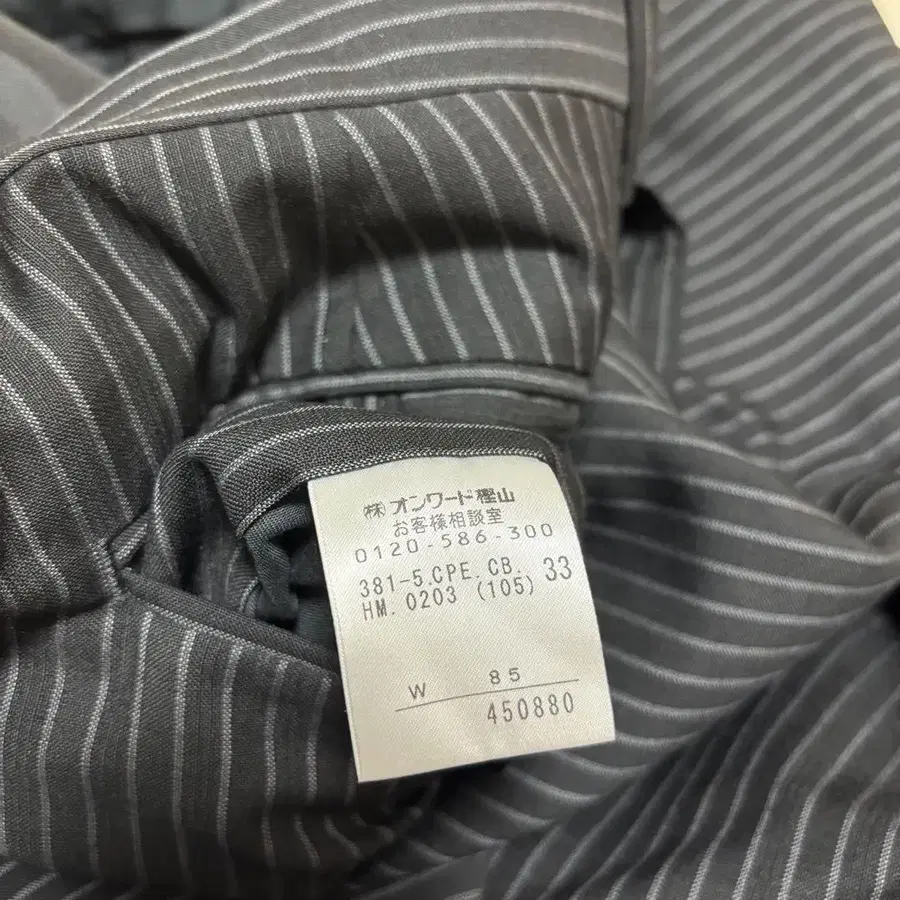 ㈱オンワード樫山
お客様相談室
0120-586-300
381-5.CPE.CB. 33
HM. 0203 (105)
W 85
450880